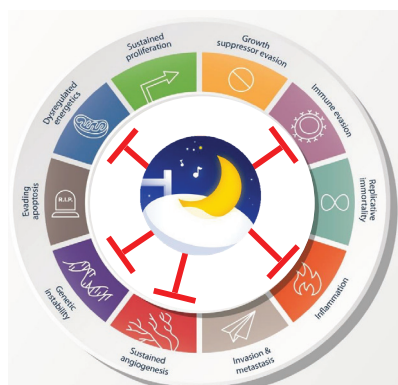 Sustained
proliferation
Growth
suppressor evasion
Immune evasion
Replicative
immortality
Inflammation
Invasion &
metastasis
Sustained
angiogenesis
Genetic
instability
Evading
apoptosis
R.I.P.
Dysregulated
energetics